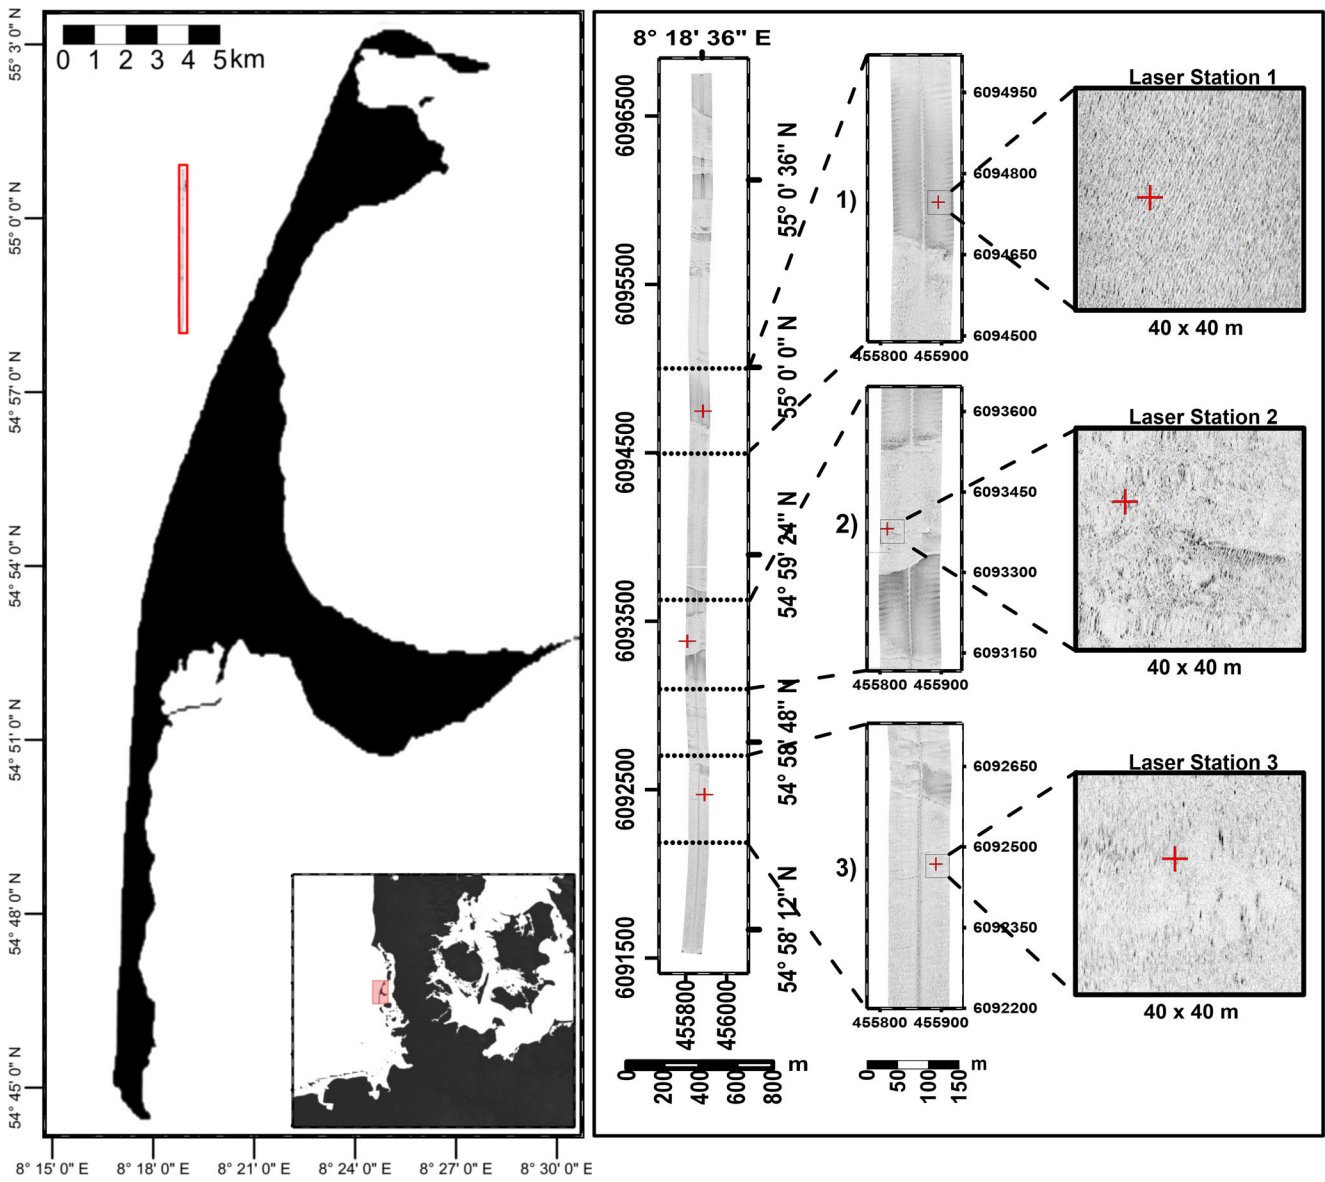 55° 3' 0" N
55° 0' 0" N
54° 57' 0" N
54° 54' 0" N
54° 51' 0" N
54° 48' 0" N
54° 45' 0" N
0 1 2 3 4 5 km
8° 15' 0" E 8° 18' 0" E 8° 21' 0" E 8° 24' 0" E 8° 27' 0" E 8° 30' 0" E
8° 18' 36" E
6096500
6095500
6094500
6093500
6092500
6091500
55° 0' 36" N
55° 0' 0" N
54° 59' 24" N
54° 58' 48" N
54° 58' 12" N
455800 456000
0 200 400 600 800 m
1)
6094950
6094800
6094650
6094500
455800 455900
2)
6093600
6093450
6093300
6093150
455800 455900
3)
6092650
6092500
6092350
6092200
455800 455900
0 50 100 150 m
Laser Station 1
40 x 40 m
Laser Station 2
40 x 40 m
Laser Station 3
40 x 40 m